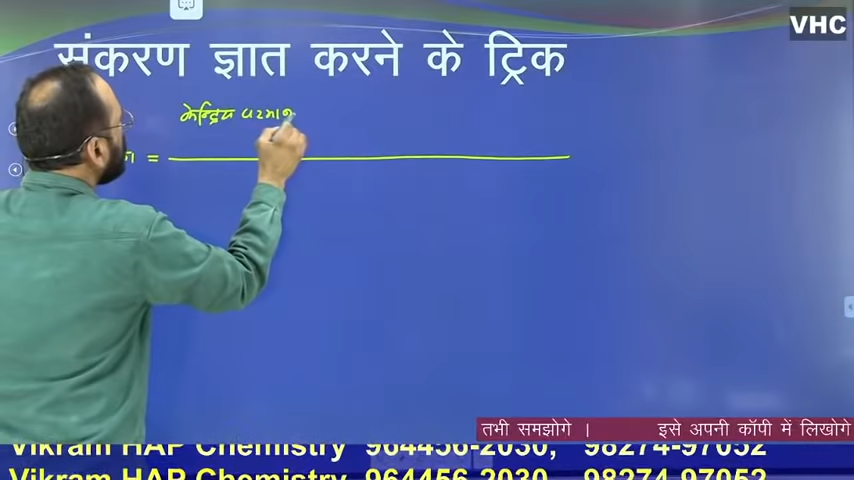 VHC
संकरण ज्ञात करने के ट्रिक
केन्द्रिय परमाणु
=
तभी समझोगे । इसे अपनी कॉपी में लिखोगे
Vikram HAP Chemistry 964456-2030, 98274-97052
Vikram HAP Chemistry 964456-2030, 98274-97052